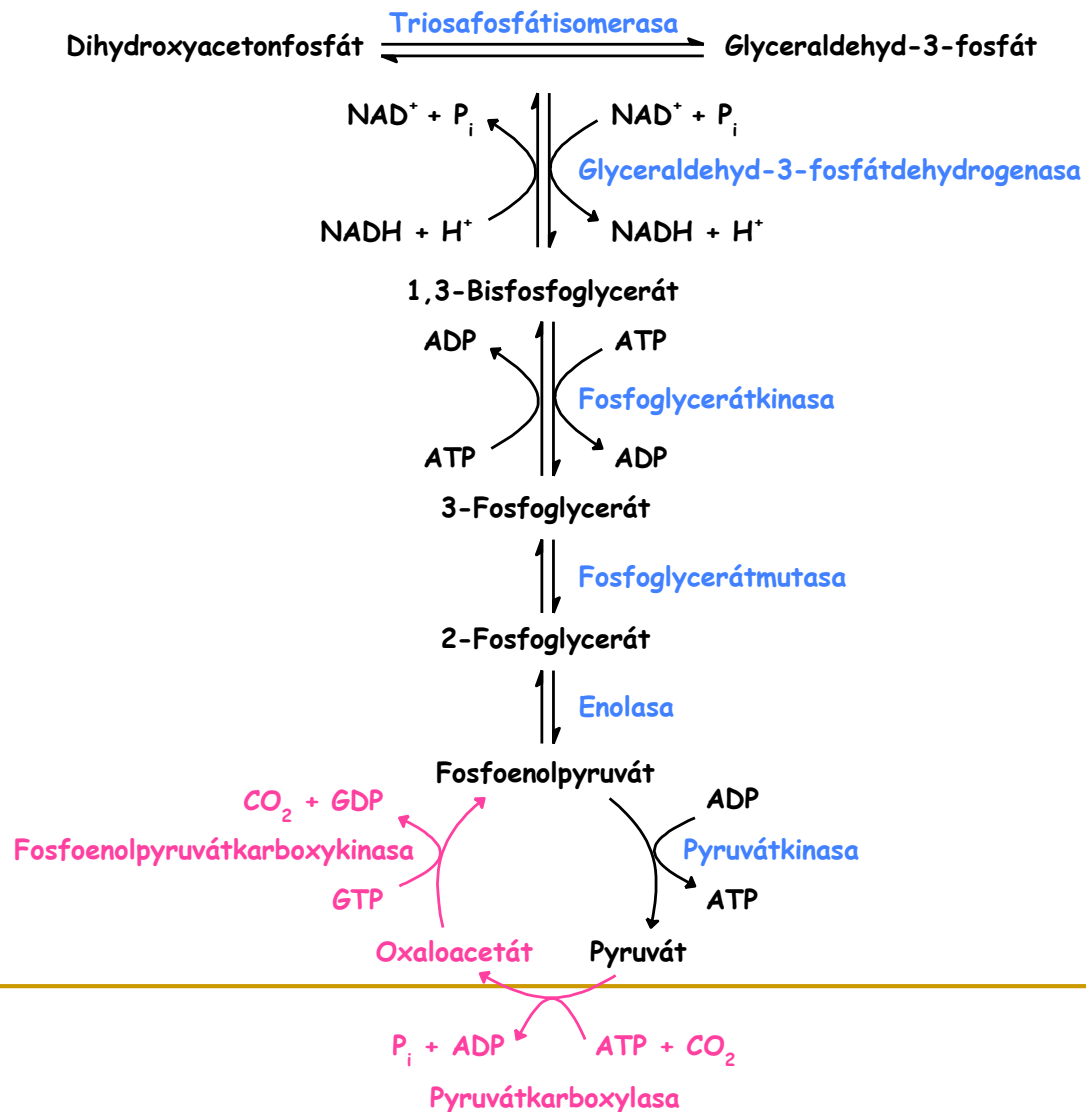 Triosafosfátisomerasa
Dihydroxyacetonfosfát
Glyceraldehyd-3-fosfát
NAD⁺ + Pᵢ
NAD⁺ + Pᵢ
Glyceraldehyd-3-fosfátdehydrogenasa
NADH + H⁺
NADH + H⁺
1,3-Bisfosfoglycerát
ADP
ATP
Fosfoglycerátkinasa
ATP
ADP
3-Fosfoglycerát
Fosfoglycerátmutasa
2-Fosfoglycerát
Enolasa
Fosfoenolpyruvát
CO₂ + GDP
ADP
Fosfoenolpyruvátkarboxykinasa
Pyruvátkinasa
GTP
ATP
Oxaloacetát
Pyruvát
Pᵢ + ADP
ATP + CO₂
Pyruvátkarboxylasa